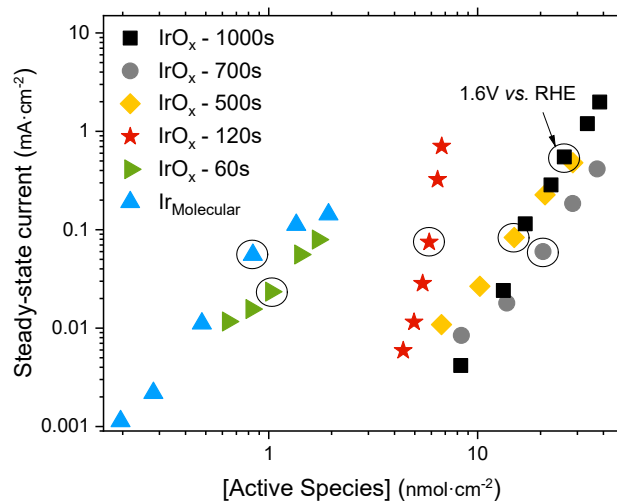 10
1
0.1
0.01
0.001
Steady-state current (mA·cm⁻²)
IrOₓ - 1000s
IrOₓ - 700s
IrOₓ - 500s
IrOₓ - 120s
IrOₓ - 60s
Ir_Molecular
1.6V vs. RHE
1
10
[Active Species] (nmol·cm⁻²)